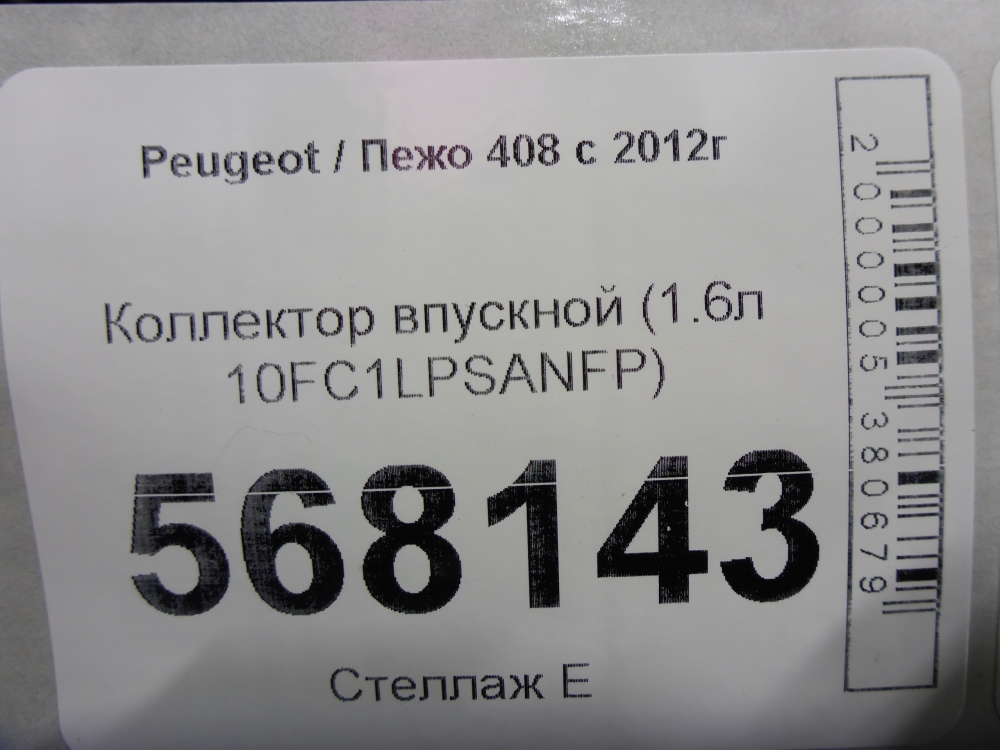 Peugeot / Пежо 408 с 2012г
Коллектор впускной (1.6л
10FC1LPSANFP)
568143
Стеллаж Е
2000005380679